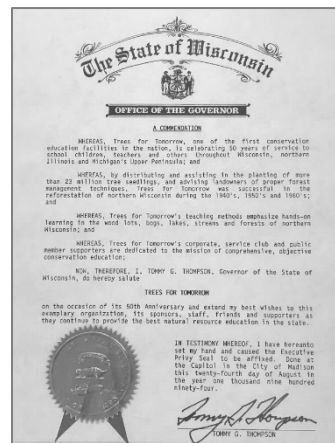 The State of Wisconsin
OFFICE OF THE GOVERNOR
A COMMENDATION
WHEREAS, Trees for Tomorrow, one of the first conservation
education facilities in the nation, is celebrating 50 years of service to
school children, teachers and others throughout Wisconsin, northern
Illinois and Michigan's Upper Peninsula; and
WHEREAS, by distributing and assisting in the planting of more
than 23 million tree seedlings, and advising landowners of proper forest
management techniques, Trees for Tomorrow was successful in the
reforestation of northern Wisconsin during the 1940's, 1950's and 1960's;
and
WHEREAS, Trees for Tomorrow's teaching methods emphasize hands-on
learning in the wood lots, bogs, lakes, streams and forests of northern
Wisconsin; and
WHEREAS, Trees for Tomorrow's corporate, service club and public
member supporters are dedicated to the mission of comprehensive, objective
conservation education;
NOW, THEREFORE, I, TOMMY G. THOMPSON, Governor of the State of
Wisconsin, do hereby salute
TREES FOR TOMORROW
on the occasion of its 50th Anniversary and extend my best wishes to this
exemplary organization, its sponsors, staff, friends and supporters as
they continue to provide the best natural resource education in the state.
IN TESTIMONY WHEREOF, I have hereunto
set my hand and caused the Executive
Privy Seal to be affixed. Done at
the Capitol in the City of Madison
this twenty-fourth day of August in
the year one thousand nine hundred
ninety-four.
Tommy G. Thompson
TOMMY G. THOMPSON